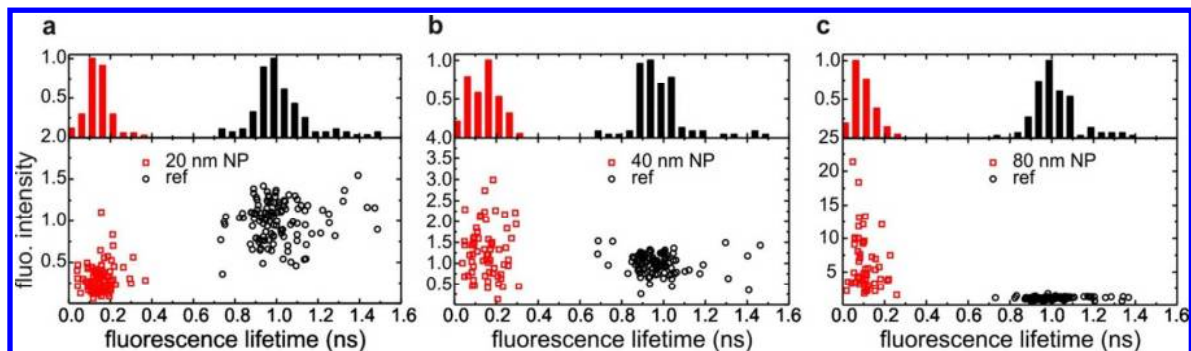 a
1.0
0.5
2.0
1.5
1.0
0.5
fluo. intensity
20 nm NP
ref
0.0 0.2 0.4 0.6 0.8 1.0 1.2 1.4 1.6
fluorescence lifetime (ns)
b
1.0
0.5
4.0
3.5
3.0
2.5
2.0
1.5
1.0
0.5
40 nm NP
ref
0.0 0.2 0.4 0.6 0.8 1.0 1.2 1.4 1.6
fluorescence lifetime (ns)
c
1.0
0.5
25
20
15
10
5
80 nm NP
ref
0.0 0.2 0.4 0.6 0.8 1.0 1.2 1.4 1.6
fluorescence lifetime (ns)